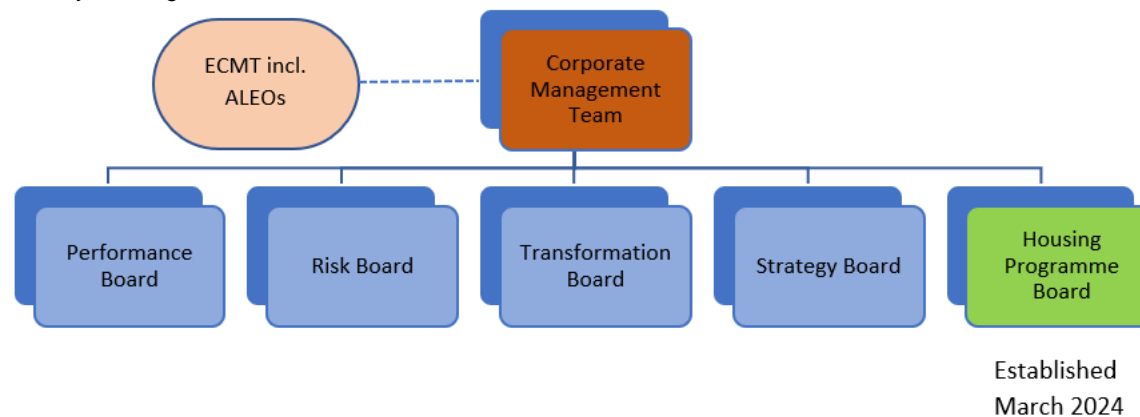 ECMT incl.
ALEOs
Corporate
Management
Team
Performance
Board
Risk Board
Transformation
Board
Strategy Board
Housing
Programme
Board
Established
March 2024